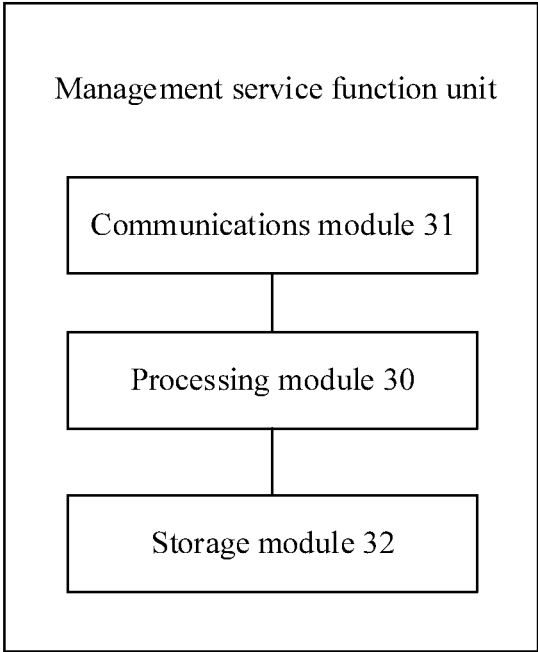 Management service function unit
Communications module 31
Processing module 30
Storage module 32